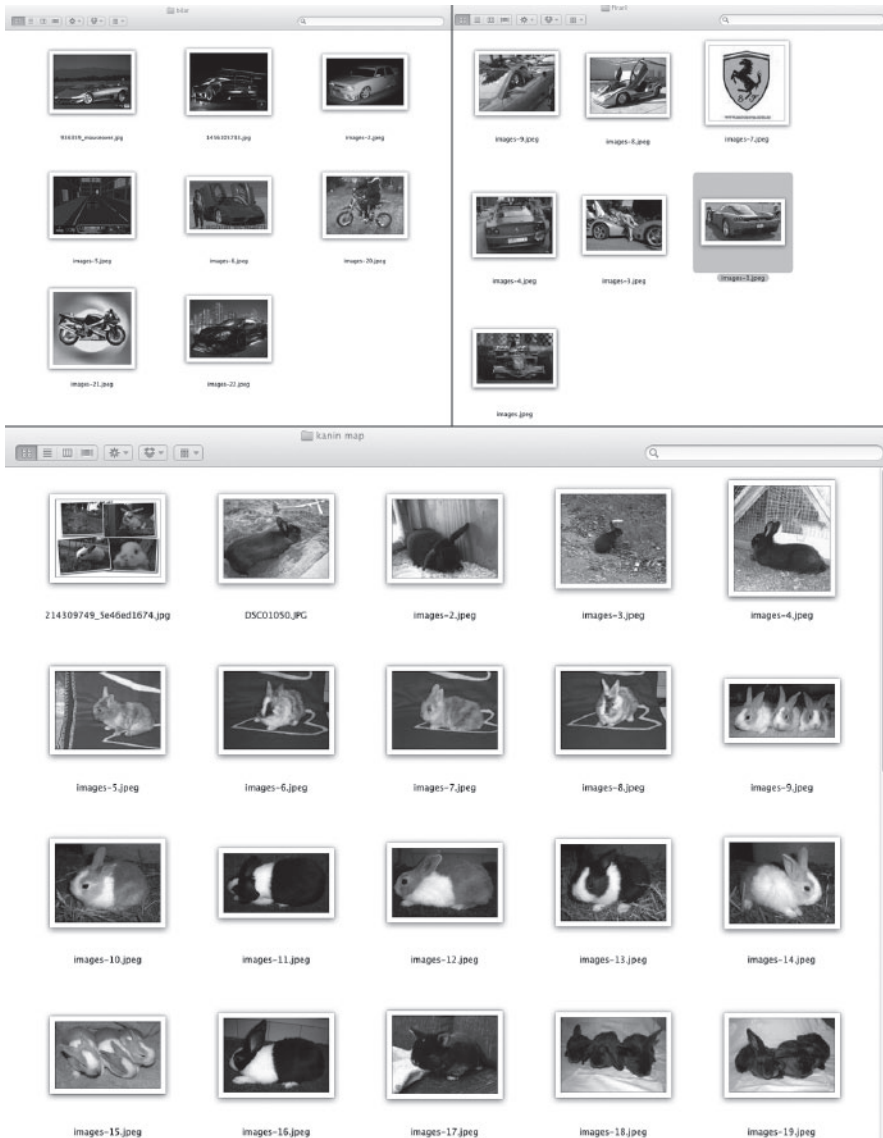 images-2.jpeg
images-5.jpeg
images-6.jpeg
images-20.jpeg
images-21.jpeg
images-22.jpeg
images-9.jpeg
images-8.jpeg
images-7.jpeg
images-4.jpeg
images-3.jpeg
images-2.jpeg
images.jpeg
kanin map
214309749_5e46ed1674.jpg
DSC01050.JPG
images-2.jpeg
images-3.jpeg
images-4.jpeg
images-5.jpeg
images-6.jpeg
images-7.jpeg
images-8.jpeg
images-9.jpeg
images-10.jpeg
images-11.jpeg
images-12.jpeg
images-13.jpeg
images-14.jpeg
images-15.jpeg
images-16.jpeg
images-17.jpeg
images-18.jpeg
images-19.jpeg